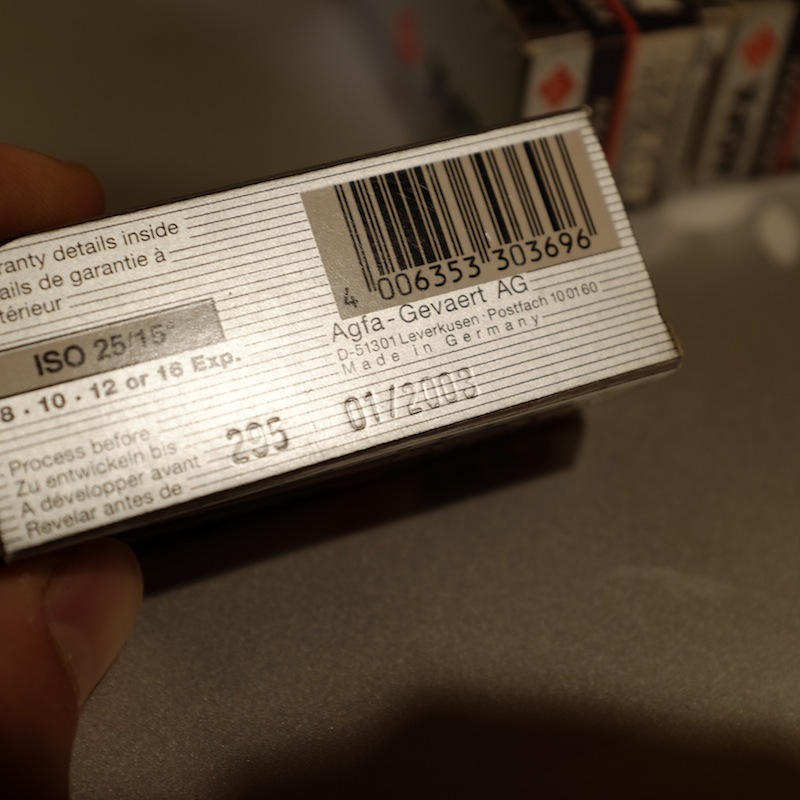 ranty details inside
ails de garantie à
térieur
ISO 25/15°
8 · 10 · 12 or 16 Exp.
Process before
Zu entwickeln bis
A développer avant
Revelar antes de
295 01/2003
4 006353 303696
Agfa-Gevaert AG
D-51301 Leverkusen · Postfach 10 01 60
Made in Germany